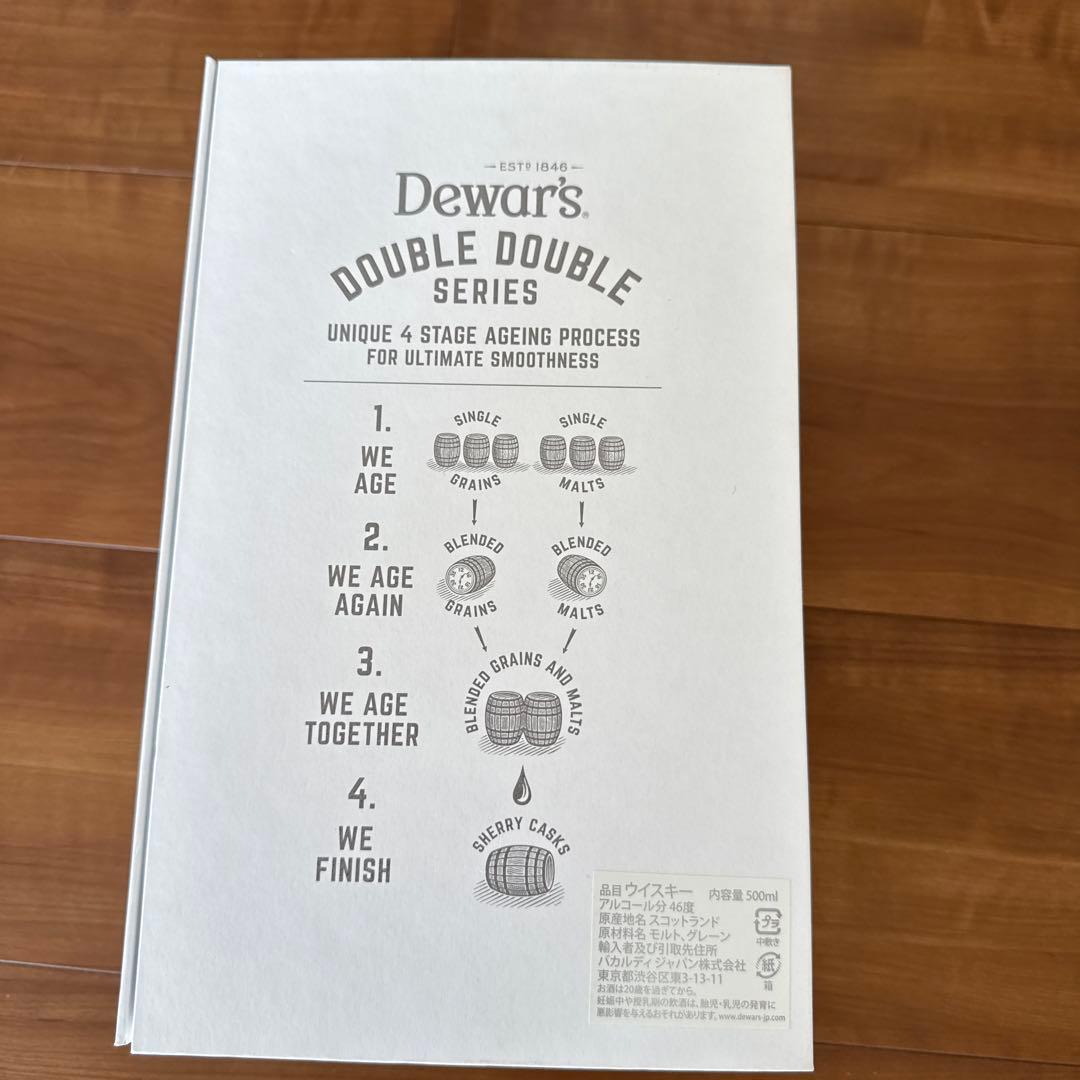 ESTD 1846
Dewar's®
DOUBLE DOUBLE
SERIES
UNIQUE 4 STAGE AGEING PROCESS
FOR ULTIMATE SMOOTHNESS
1.
WE
AGE
SINGLE
GRAINS
SINGLE
MALTS
2.
WE AGE
AGAIN
BLENDED
GRAINS
BLENDED
MALTS
3.
WE AGE
TOGETHER
BLENDED GRAINS AND MALTS
4.
WE
FINISH
SHERRY CASKS
品目 ウイスキー 内容量 500ml
アルコール分 46度
原産地名 スコットランド
原材料名 モルト、グレーン
輸入者及び引取先住所
バカルディ ジャパン株式会社
東京都渋谷区東3-13-11
お酒は20歳を過ぎてから。
妊娠中や授乳期の飲酒は、胎児・乳児の発育に
悪影響を与えるおそれがあります。www.dewars-jp.com
プラ
中敷き
紙
箱